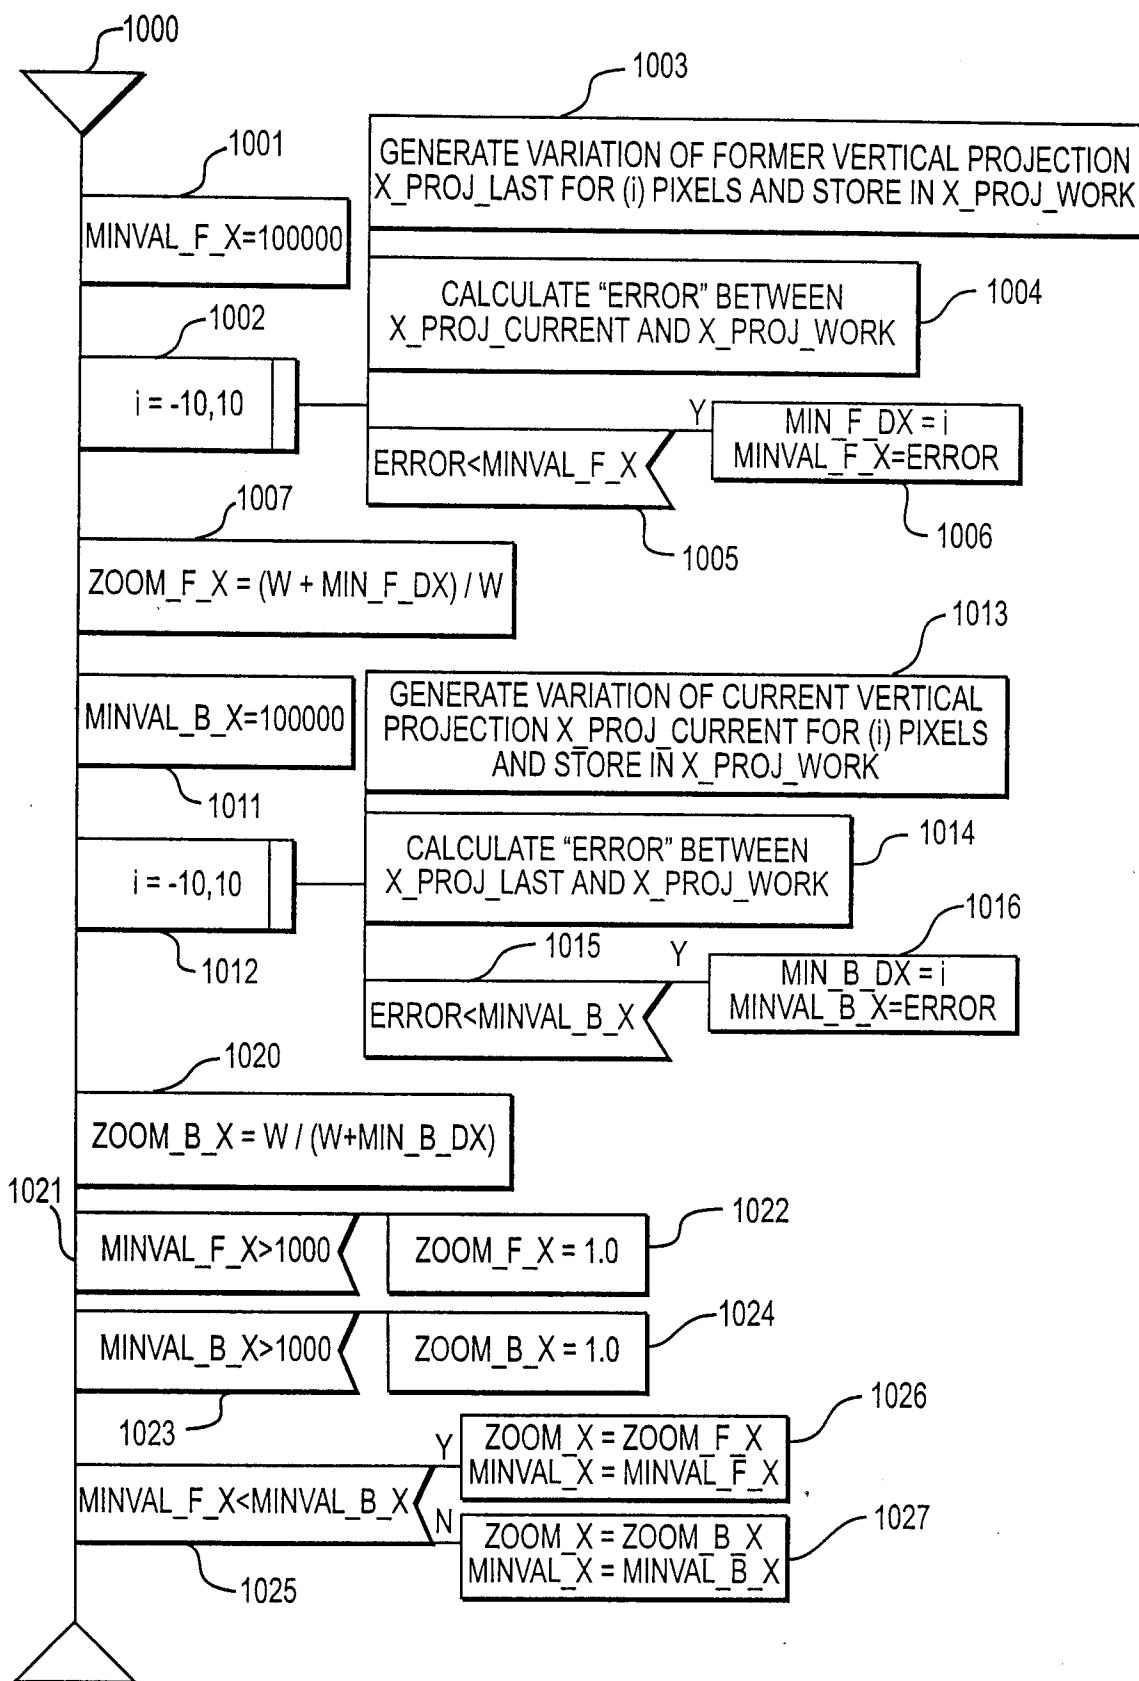 1000
1003
GENERATE VARIATION OF FORMER VERTICAL PROJECTION
X_PROJ_LAST FOR (i) PIXELS AND STORE IN X_PROJ_WORK
1001
MINVAL_F_X=100000
CALCULATE “ERROR” BETWEEN
X_PROJ_CURRENT AND X_PROJ_WORK
1004
1002
i = -10,10
ERROR<MINVAL_F_X
Y
MIN_F_DX = i
MINVAL_F_X=ERROR
1005
1006
1007
ZOOM_F_X = (W + MIN_F_DX) / W
1013
MINVAL_B_X=100000
1011
GENERATE VARIATION OF CURRENT VERTICAL
PROJECTION X_PROJ_CURRENT FOR (i) PIXELS
AND STORE IN X_PROJ_WORK
CALCULATE “ERROR” BETWEEN
X_PROJ_LAST AND X_PROJ_WORK
1014
i = -10,10
1012
1015
ERROR<MINVAL_B_X
Y
1016
MIN_B_DX = i
MINVAL_B_X=ERROR
1020
ZOOM_B_X = W / (W+MIN_B_DX)
1021
MINVAL_F_X>1000
ZOOM_F_X = 1.0
1022
MINVAL_B_X>1000
ZOOM_B_X = 1.0
1024
1023
MINVAL_F_X<MINVAL_B_X
Y
ZOOM_X = ZOOM_F_X
MINVAL_X = MINVAL_F_X
1026
N
ZOOM_X = ZOOM_B_X
MINVAL_X = MINVAL_B_X
1027
1025